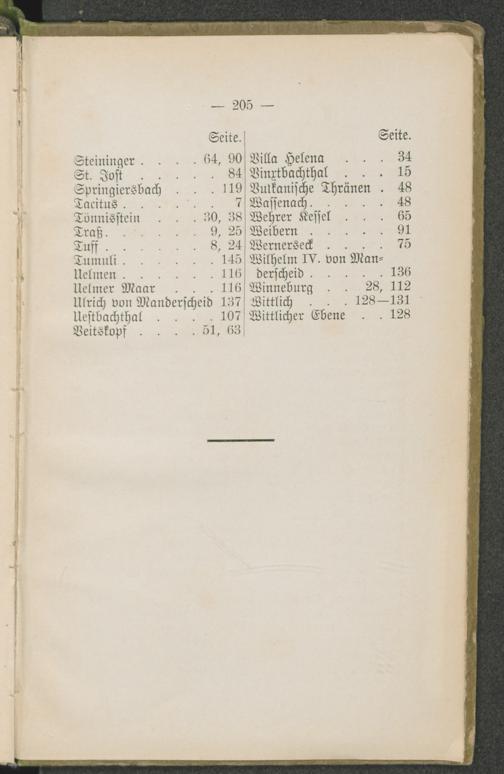 — 205 —
Seite.
Steininger . . . . 64, 90
St. Jost . . . . . 84
Springiersbach . . . 119
Tacitus . . . . . . 7
Tönnisstein . . . 30, 38
Traß . . . . . . 9, 25
Tuff . . . . . . 8, 24
Tumuli . . . . . . 145
Uelmen . . . . . . 116
Uelmer Maar . . . 116
Ulrich von Manderscheid 137
Uestbachthal . . . . 107
Veitskopf . . . . 51, 63
Seite.
Villa Helena . . . 34
Vinxtbachthal . . . 15
Vulkanische Thränen . 48
Wassenach . . . . . 48
Wehrer Kessel . . . 65
Weibern . . . . . 91
Wernerseck . . . . 75
Wilhelm IV. von Man-
derscheid . . . . . 136
Winneburg . . 28, 112
Wittlich . . . 128—131
Wittlicher Ebene . . 128